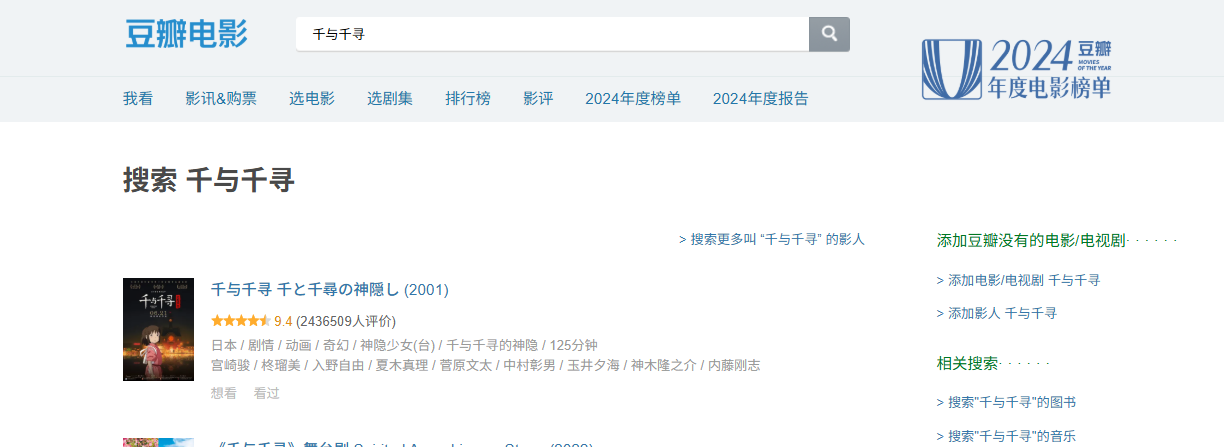 豆瓣电影
千与千寻
2024 豆瓣
MOVIES
OF THE YEAR
年度电影榜单
我看 影讯&购票 选电影 选剧集 排行榜 影评 2024年度榜单 2024年度报告
搜索 千与千寻
> 搜索更多叫 “千与千寻” 的影人
千与千寻 千と千尋の神隠し (2001)
9.4 (2436509人评价)
日本 / 剧情 / 动画 / 奇幻 / 神隐少女(台) / 千与千寻的神隐 / 125分钟
宫崎骏 / 柊瑠美 / 入野自由 / 夏木真理 / 菅原文太 / 中村彰男 / 玉井夕海 / 神木隆之介 / 内藤刚志
想看 看过
千与千寻
添加豆瓣没有的电影/电视剧· · · · · ·
> 添加电影/电视剧 千与千寻
> 添加影人 千与千寻
相关搜索· · · · · ·
> 搜索"千与千寻"的图书
> 搜索"千与千寻"的音乐